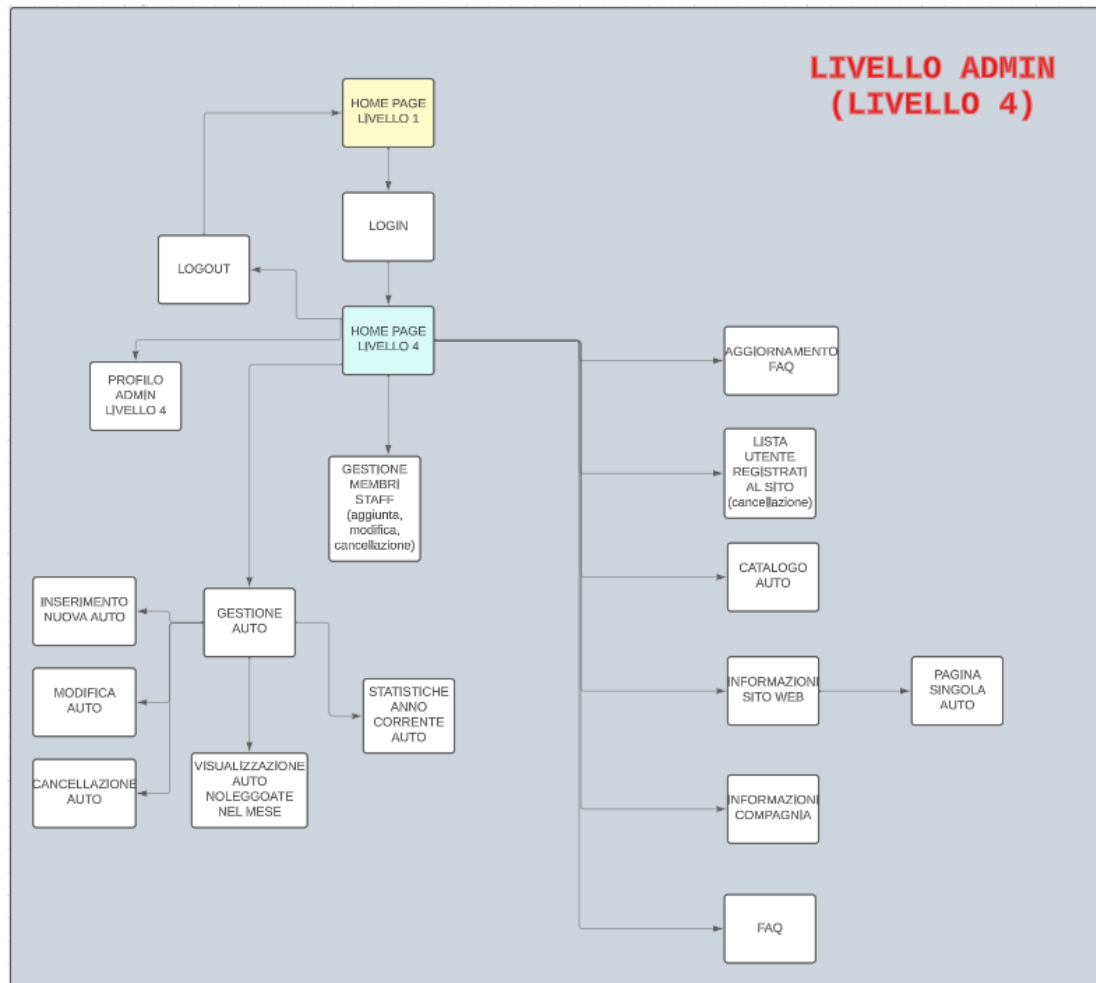 LIVELLO ADMIN
(LIVELLO 4)
HOME PAGE
LIVELLO 1
LOGIN
LOGOUT
HOME PAGE
LIVELLO 4
PROFILO
ADMIN
LIVELLO 4
GESTIONE
MEMBRI
STAFF
(aggiunta,
modifica,
cancellazione)
AGGIORNAMENTO
FAQ
LISTA
UTENTE
REGISTRATI
AL SITO
(cancellazione)
CATALOGO
AUTO
INFORMAZIONI
SITO WEB
PAGINA
SINGOLA
AUTO
INFORMAZIONI
COMPAGNIA
FAQ
GESTIONE
AUTO
INSERIMENTO
NUOVA AUTO
MODIFICA
AUTO
CANCELLAZIONE
AUTO
VISUALIZZAZIONE
AUTO
NOLEGGOATE
NEL MESE
STATISTICHE
ANNO
CORRENTE
AUTO